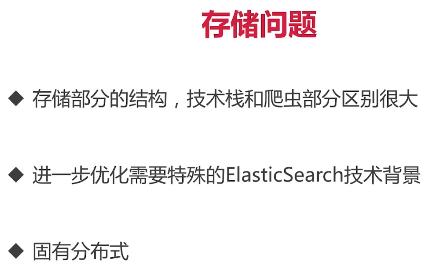 存储问题
◆ 存储部分的结构，技术栈和爬虫部分区别很大
◆ 进一步优化需要特殊的ElasticSearch技术背景
◆ 固有分布式